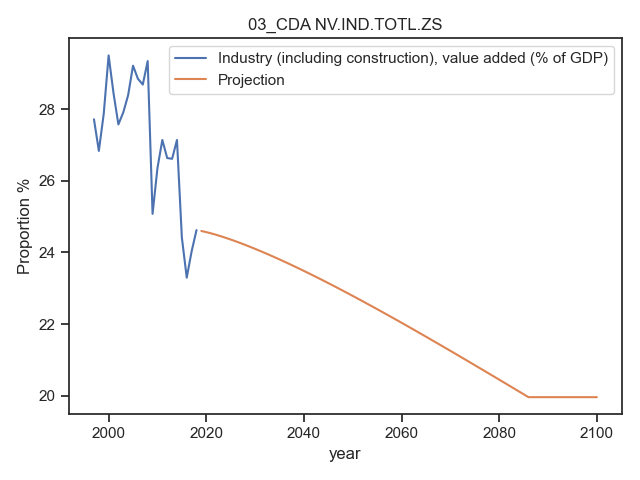 03_CDA NV.IND.TOTL.ZS
Industry (including construction), value added (% of GDP)
Projection
Proportion %
28
26
24
22
20
2000
2020
2040
2060
2080
2100
year